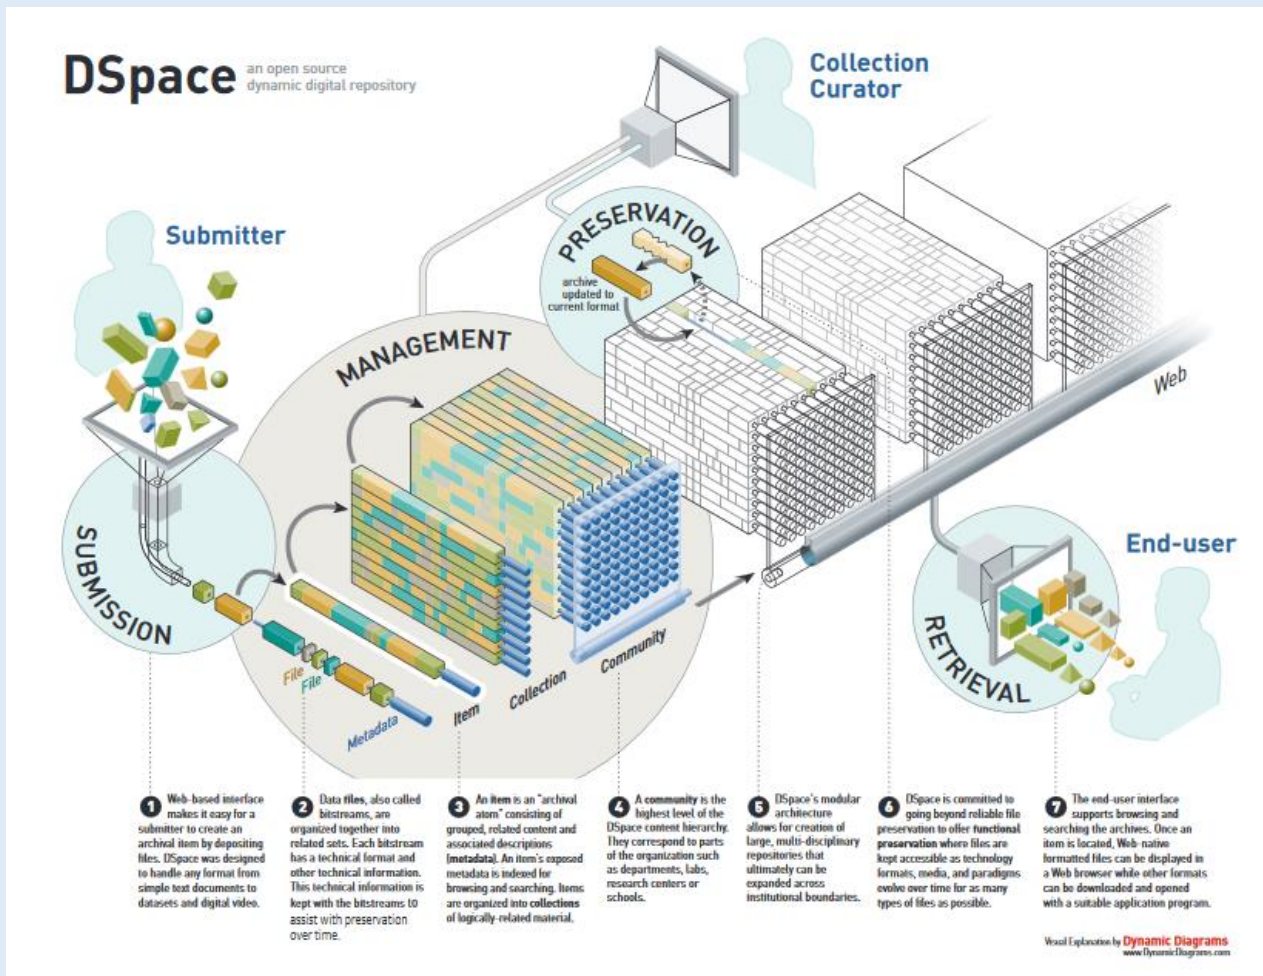 DSpace
an open source
dynamic digital repository
Collection
Curator
Submitter
PRESERVATION
archive
updated to
current format
MANAGEMENT
Web
SUBMISSION
End-user
RETRIEVAL
File
File
Metadata
Item
Collection
Community
1 Web-based interface
makes it easy for a
submitter to create an
archival item by depositing
files. DSpace was designed
to handle any format from
simple text documents to
datasets and digital video.
2 Data files, also called
bitstreams, are
organized together into
related sets. Each bitstream
has a technical format and
other technical information.
This technical information is
kept with the bitstreams to
assist with preservation
over time.
3 An item is an "archival
atom" consisting of
grouped, related content and
associated descriptions
(metadata). An item's exposed
metadata is indexed for
browsing and searching. Items
are organized into collections
of logically-related material.
4 A community is the
highest level of the
DSpace content hierarchy.
They correspond to parts
of the organization such
as departments, labs,
research centers or
schools.
5 DSpace's modular
architecture
allows for creation of
large, multi-disciplinary
repositories that
ultimately can be
expanded across
institutional boundaries.
6 DSpace is committed to
going beyond reliable file
preservation to offer functional
preservation where files are
kept accessible as technology
formats, media, and paradigms
evolve over time for as many
types of files as possible.
7 The end-user interface
supports browsing and
searching the archives. Once an
item is located, Web-native
formatted files can be displayed
in a Web browser while other formats
can be downloaded and opened
with a suitable application program.
Visual Explanation by Dynamic Diagrams
www.DynamicDiagrams.com